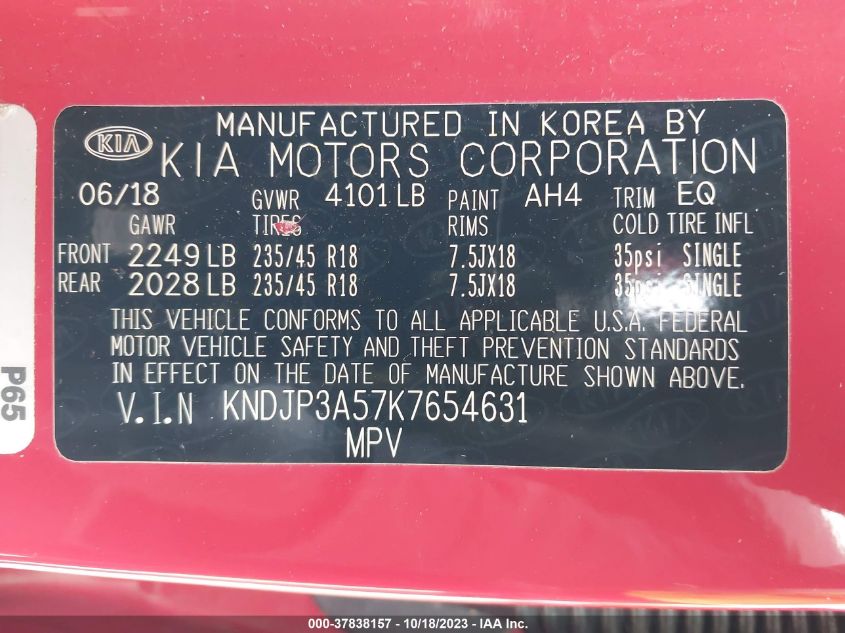 MANUFACTURED IN KOREA BY
KIA KIA MOTORS CORPORATION
06/18 GVWR 4101 LB PAINT AH4 TRIM EQ
GAWR TIRES RIMS COLD TIRE INFL
FRONT 2249 LB 235/45 R18 7.5JX18 35psi SINGLE
REAR 2028 LB 235/45 R18 7.5JX18 35psi SINGLE
THIS VEHICLE CONFORMS TO ALL APPLICABLE U.S.A. FEDERAL
MOTOR VEHICLE SAFETY AND THEFT PREVENTION STANDARDS
IN EFFECT ON THE DATE OF MANUFACTURE SHOWN ABOVE.
V.I.N KNDJP3A57K7654631
MPV
P65
000-37838157 - 10/18/2023 - IAA Inc.